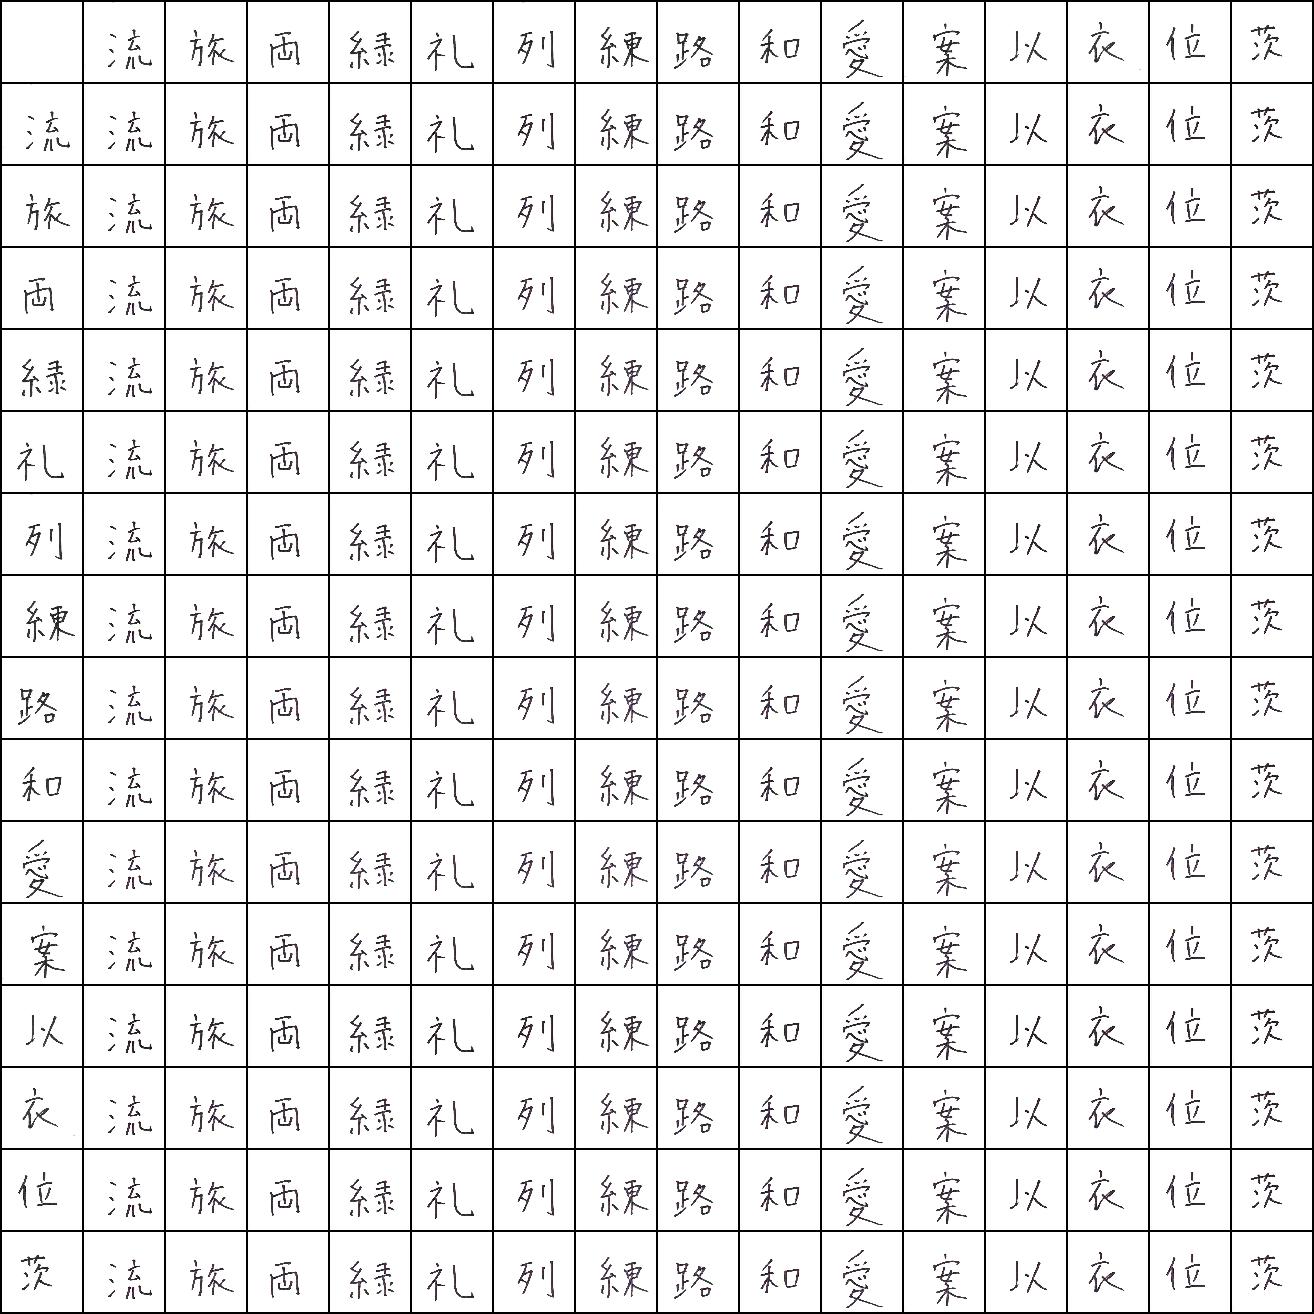 流 旅 両 緑 礼 列 練 路 和 愛 案 以 衣 位 茨
流 流 旅 両 緑 礼 列 練 路 和 愛 案 以 衣 位 茨
旅 流 旅 両 緑 礼 列 練 路 和 愛 案 以 衣 位 茨
両 流 旅 両 緑 礼 列 練 路 和 愛 案 以 衣 位 茨
緑 流 旅 両 緑 礼 列 練 路 和 愛 案 以 衣 位 茨
礼 流 旅 両 緑 礼 列 練 路 和 愛 案 以 衣 位 茨
列 流 旅 両 緑 礼 列 練 路 和 愛 案 以 衣 位 茨
練 流 旅 両 緑 礼 列 練 路 和 愛 案 以 衣 位 茨
路 流 旅 両 緑 礼 列 練 路 和 愛 案 以 衣 位 茨
和 流 旅 両 緑 礼 列 練 路 和 愛 案 以 衣 位 茨
愛 流 旅 両 緑 礼 列 練 路 和 愛 案 以 衣 位 茨
案 流 旅 両 緑 礼 列 練 路 和 愛 案 以 衣 位 茨
以 流 旅 両 緑 礼 列 練 路 和 愛 案 以 衣 位 茨
衣 流 旅 両 緑 礼 列 練 路 和 愛 案 以 衣 位 茨
位 流 旅 両 緑 礼 列 練 路 和 愛 案 以 衣 位 茨
茨 流 旅 両 緑 礼 列 練 路 和 愛 案 以 衣 位 茨